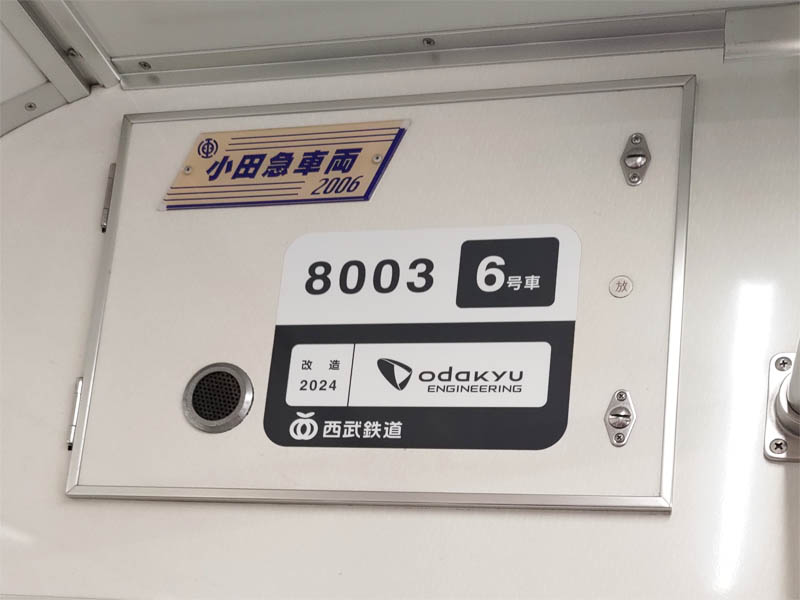 小田急車両
2006
8003
6号車
放
改造
2024
ODAKYU
ENGINEERING
西武鉄道